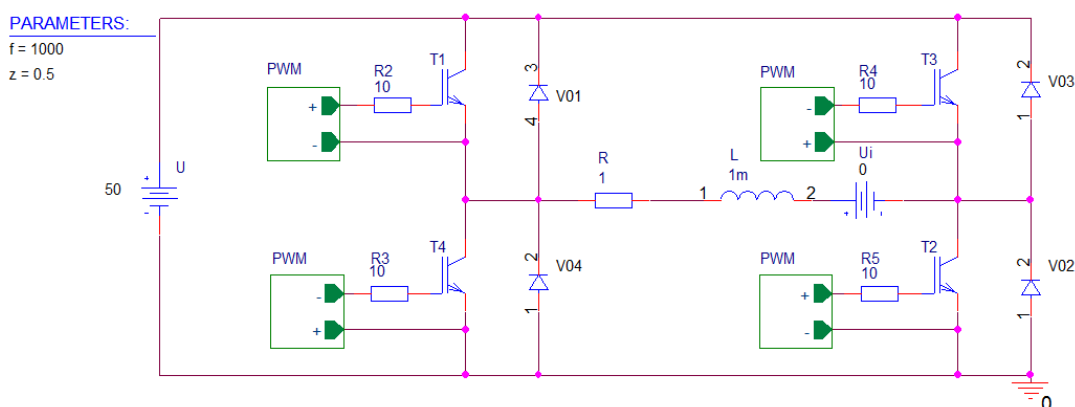 PARAMETERS:
f = 1000
z = 0.5
PWM
+
-
R2
10
T1
3
4
V01
PWM
-
+
R4
10
T3
2
1
V03
U
50
+
-
R
1
L
1m
1
2
Ui
0
+
-
PWM
-
+
R3
10
T4
2
1
V04
PWM
+
-
R5
10
T2
2
1
V02
0